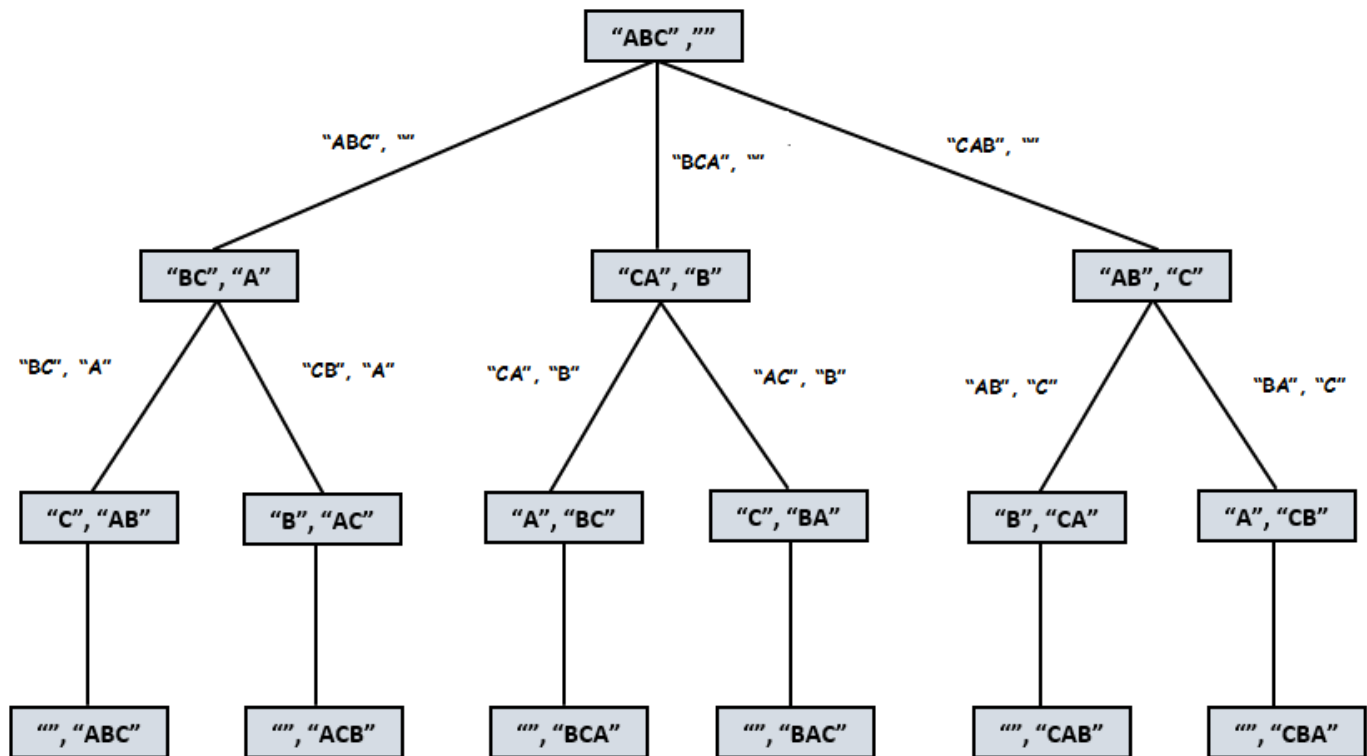 “ABC” ,””
“ABC”, “”
“BCA”, “”
“CAB”, “”
“BC”, “A”
“CA”, “B”
“AB”, “C”
“BC”, “A”
“CB”, “A”
“CA”, “B”
“AC”, “B”
“AB”, “C”
“BA”, “C”
“C”, “AB”
“B”, “AC”
“A”, “BC”
“C”, “BA”
“B”, “CA”
“A”, “CB”
“”, “ABC”
“”, “ACB”
“”, “BCA”
“”, “BAC”
“”, “CAB”
“”, “CBA”